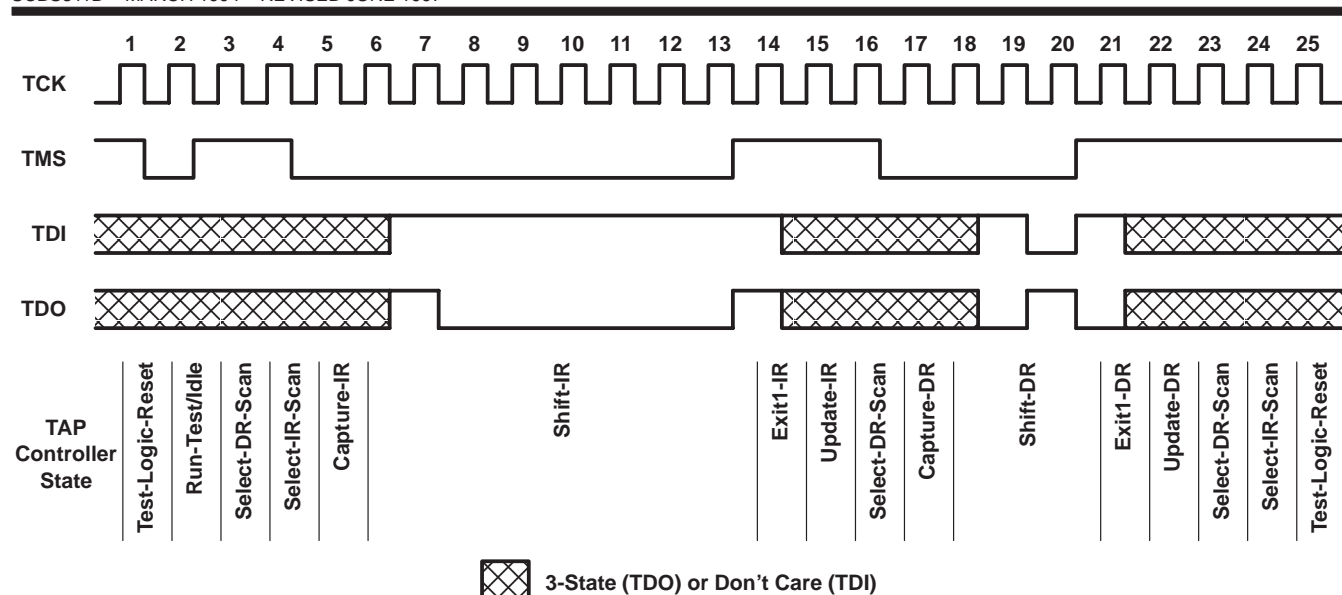 1 2 3 4 5 6 7 8 9 10 11 12 13 14 15 16 17 18 19 20 21 22 23 24 25
TCK
TMS
TDI
TDO
TAP
Controller
State
Test-Logic-Reset
Run-Test/Idle
Select-DR-Scan
Select-IR-Scan
Capture-IR
Shift-IR
Exit1-IR
Update-IR
Select-DR-Scan
Capture-DR
Shift-DR
Exit1-DR
Update-DR
Select-DR-Scan
Select-IR-Scan
Test-Logic-Reset
3-State (TDO) or Don't Care (TDI)